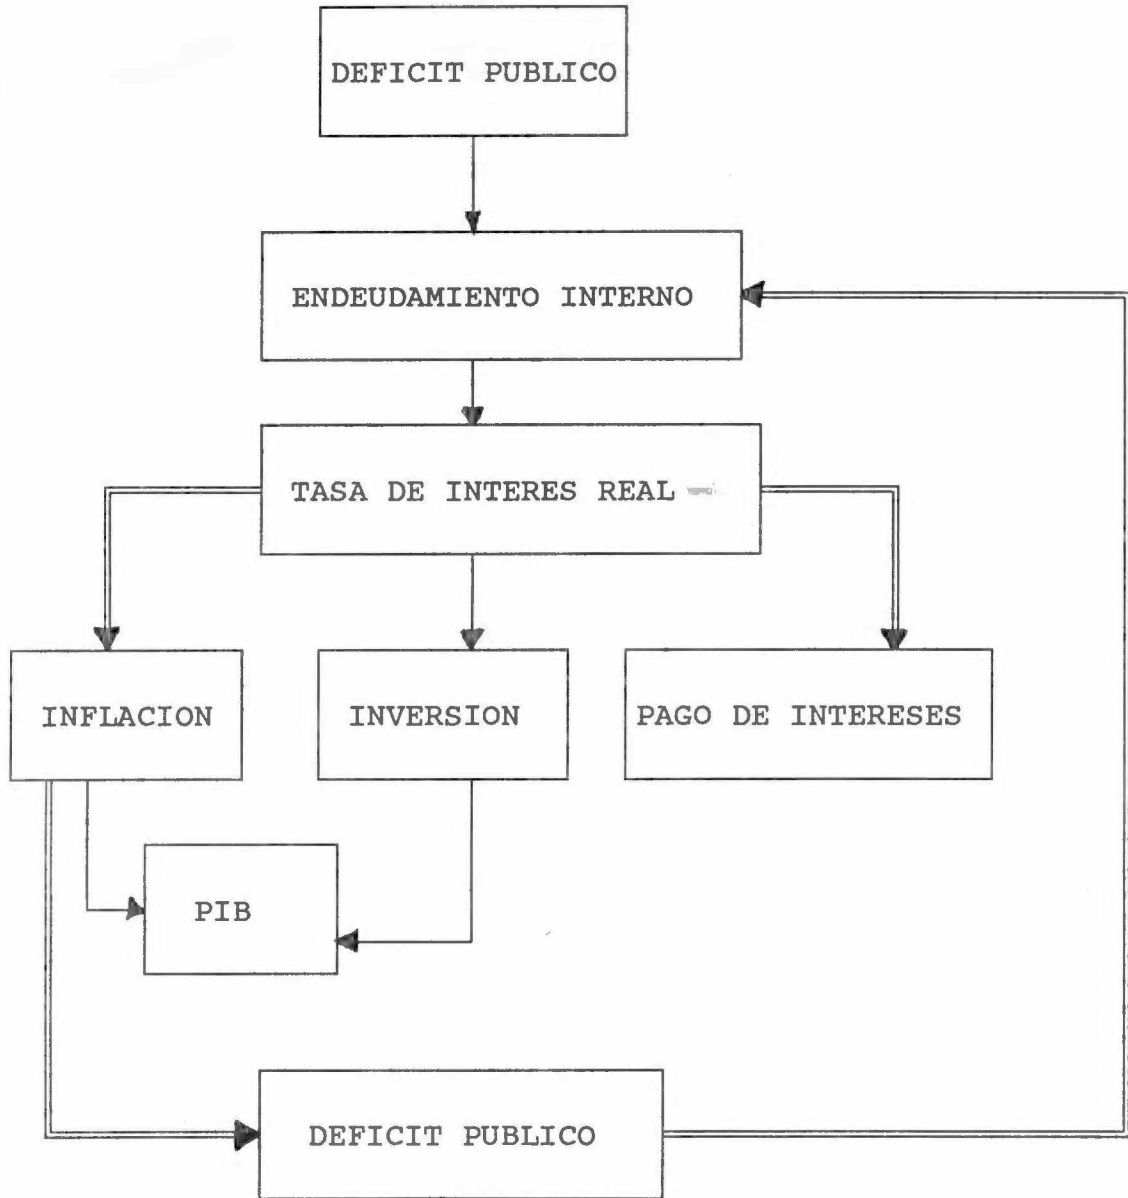 DEFICIT PUBLICO
ENDEUDAMIENTO INTERNO
TASA DE INTERES REAL
INFLACION
INVERSION
PAGO DE INTERESES
PIB
DEFICIT PUBLICO